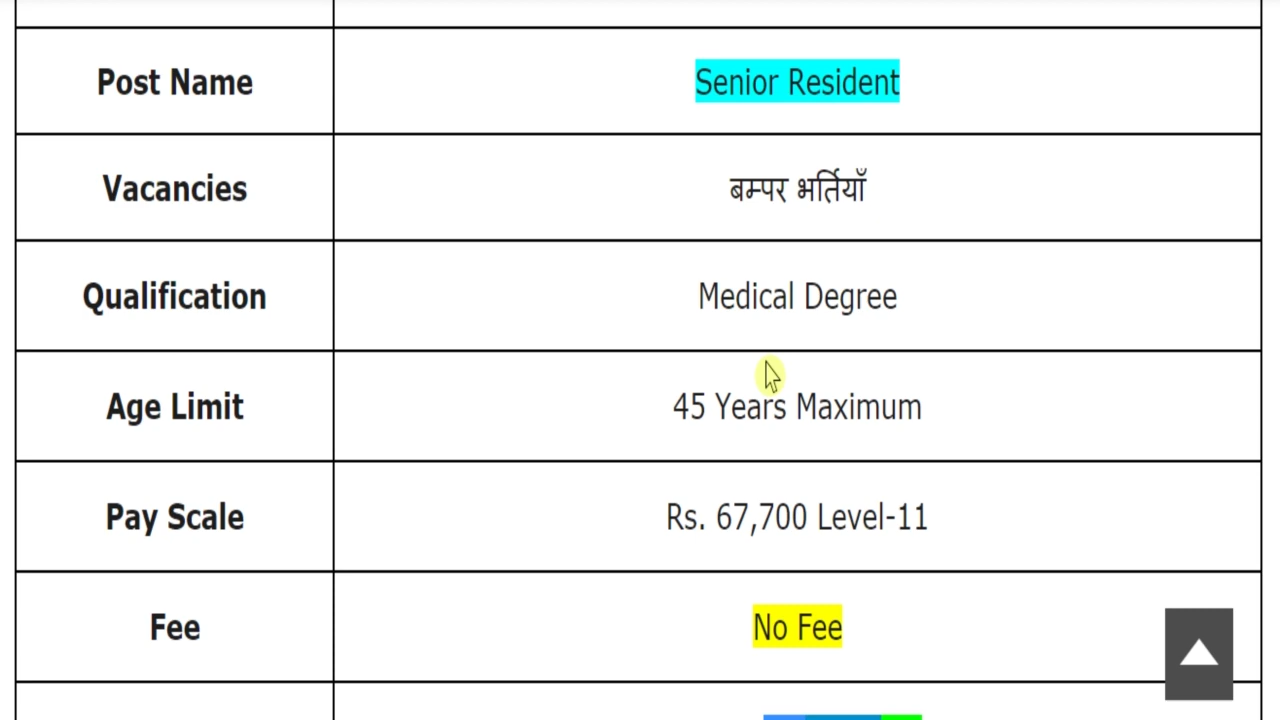 Post Name Senior Resident
Vacancies बम्पर भर्तियाँ
Qualification Medical Degree
Age Limit 45 Years Maximum
Pay Scale Rs. 67,700 Level-11
Fee No Fee